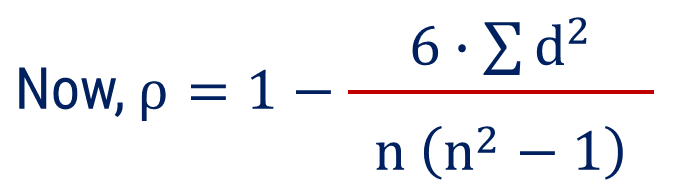 Now, ρ = 1 − (6 · ∑ d²) / (n (n² − 1))